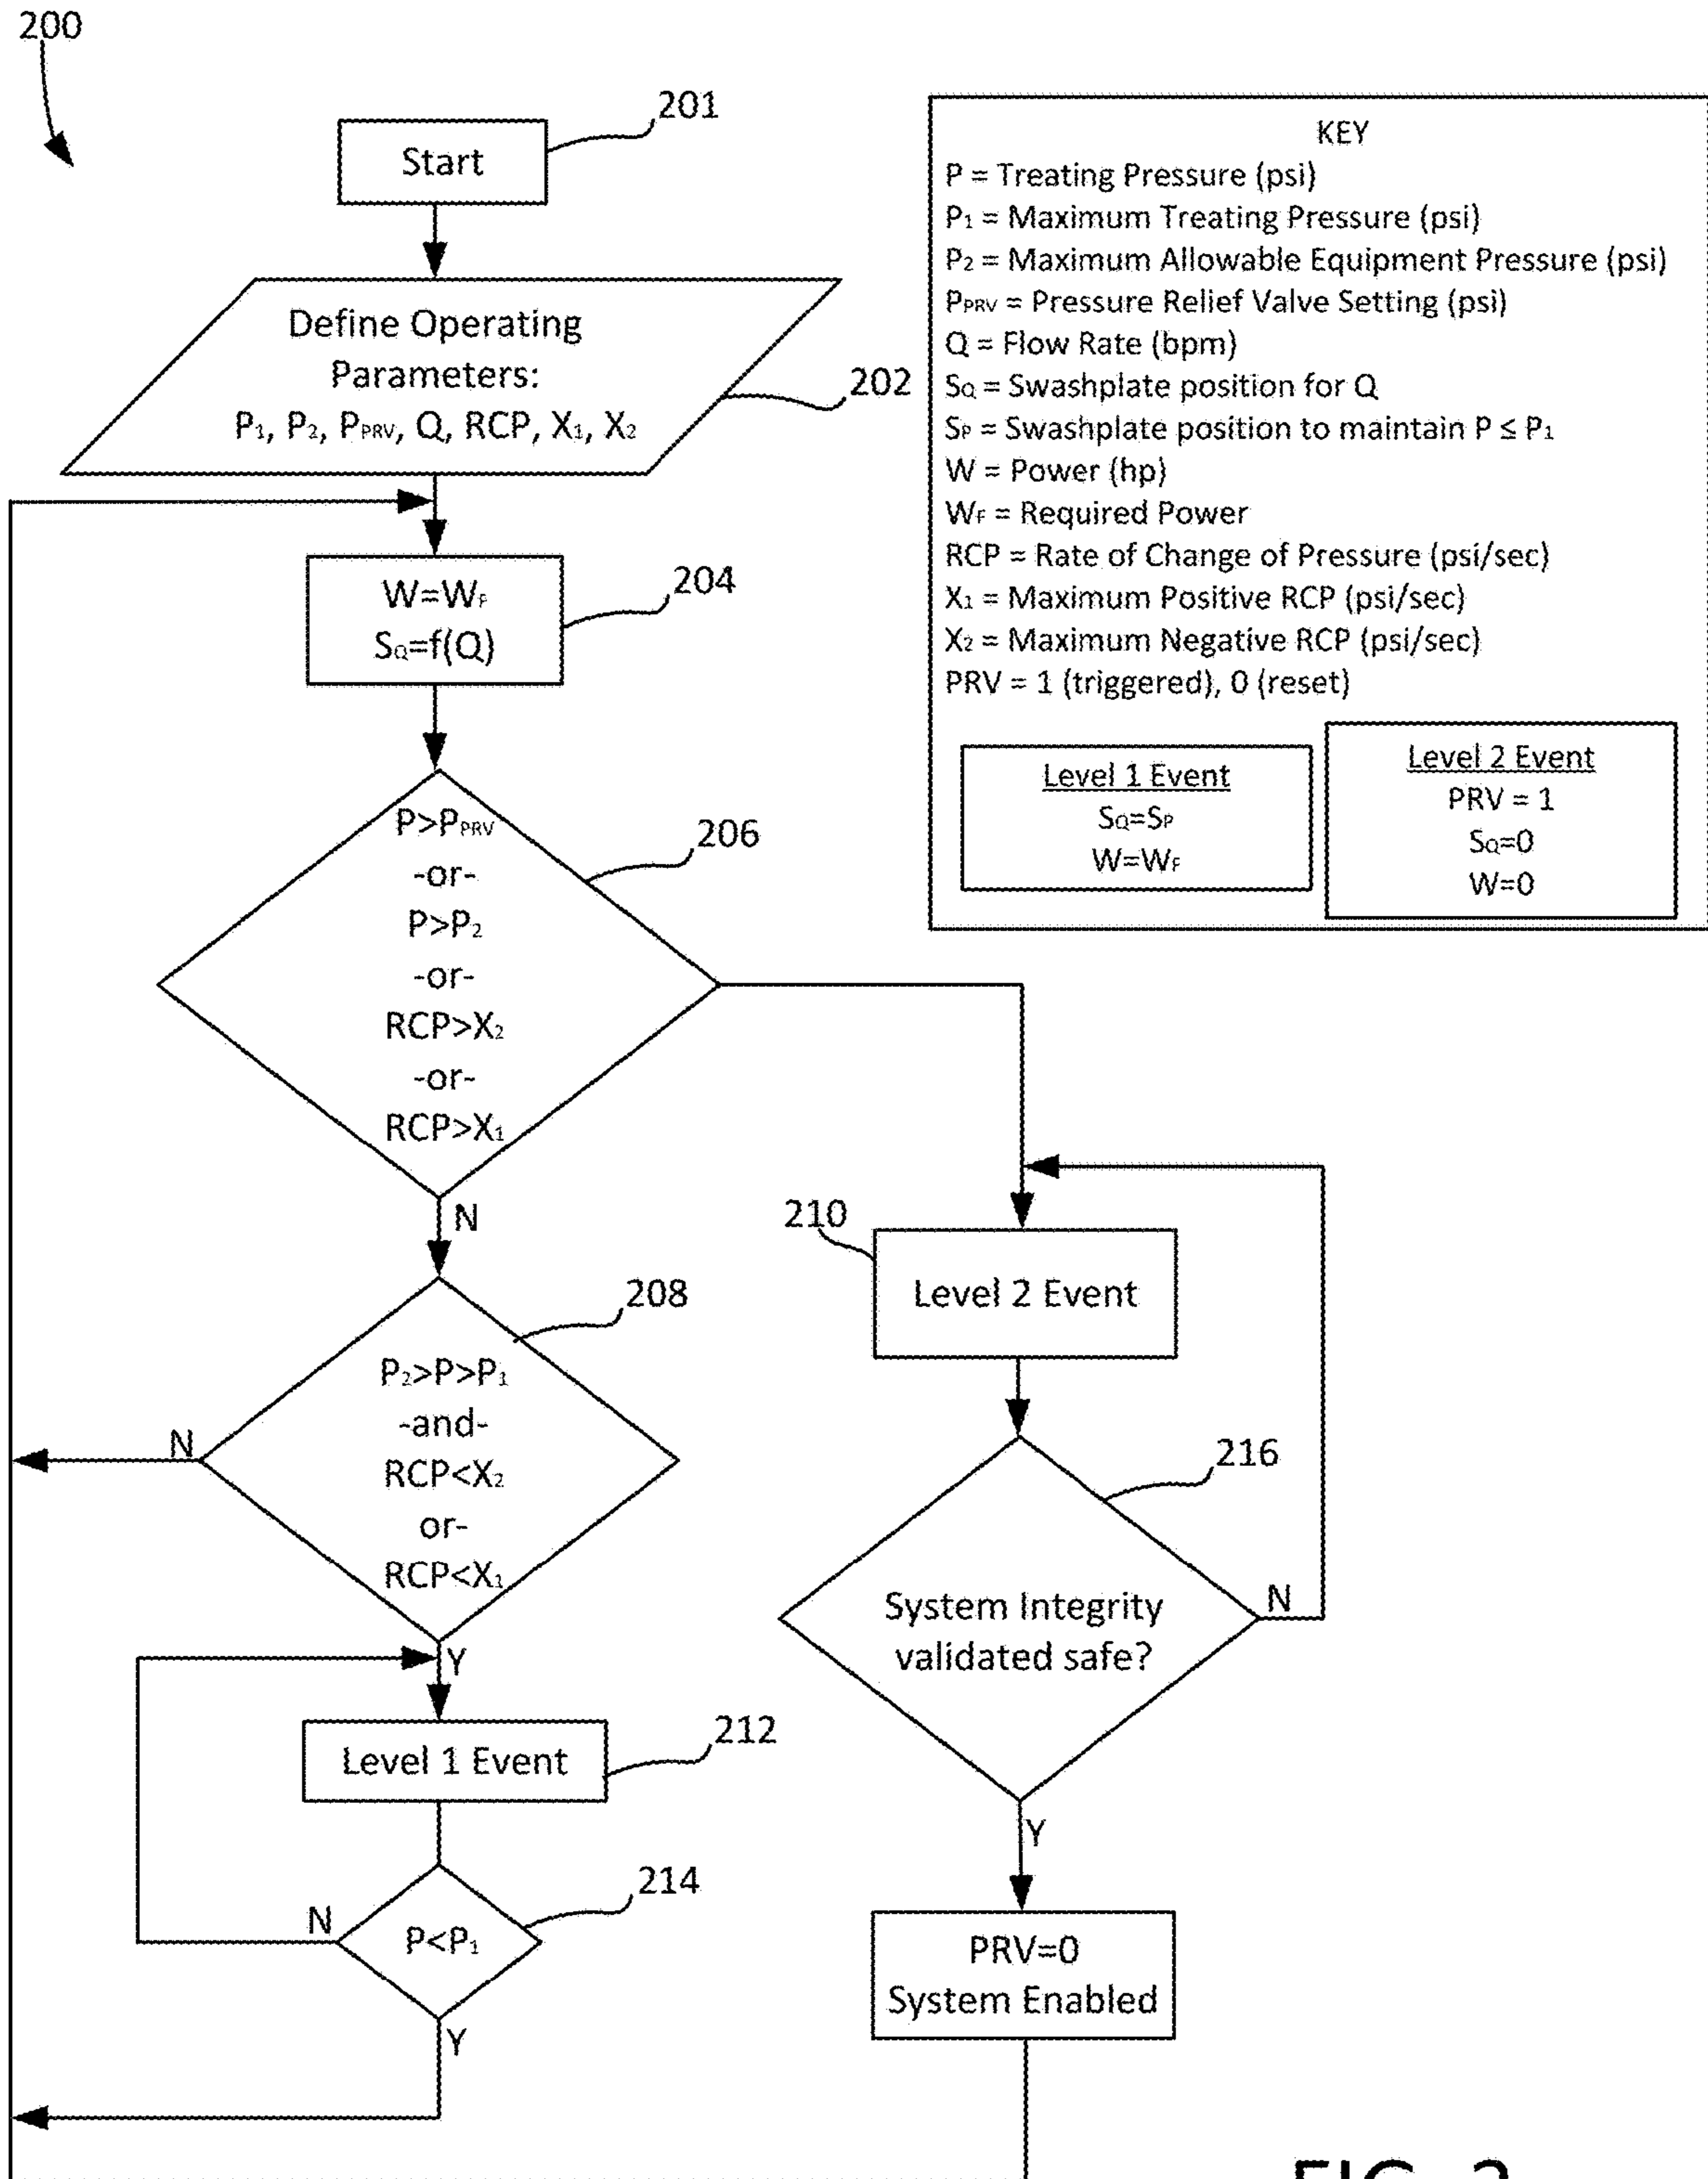 200
201
Start
Define Operating
Parameters:
P₁, P₂, PPRV, Q, RCP, X₁, X₂
202
W=WF
SQ=f(Q)
204
P>PPRV
-or-
P>P₂
-or-
RCP>X₂
-or-
RCP>X₁
206
N
P₂>P>P₁
-and-
RCP<X₂
or-
RCP<X₁
208
N
Y
Level 1 Event
212
P<P₁
214
N
Y
KEY
P = Treating Pressure (psi)
P₁ = Maximum Treating Pressure (psi)
P₂ = Maximum Allowable Equipment Pressure (psi)
PPRV = Pressure Relief Valve Setting (psi)
Q = Flow Rate (bpm)
SQ = Swashplate position for Q
SP = Swashplate position to maintain P ≤ P₁
W = Power (hp)
WF = Required Power
RCP = Rate of Change of Pressure (psi/sec)
X₁ = Maximum Positive RCP (psi/sec)
X₂ = Maximum Negative RCP (psi/sec)
PRV = 1 (triggered), 0 (reset)
Level 1 Event
SQ=SP
W=WF
Level 2 Event
PRV = 1
SQ=0
W=0
210
Level 2 Event
216
System Integrity
validated safe?
N
Y
PRV=0
System Enabled
FIG.